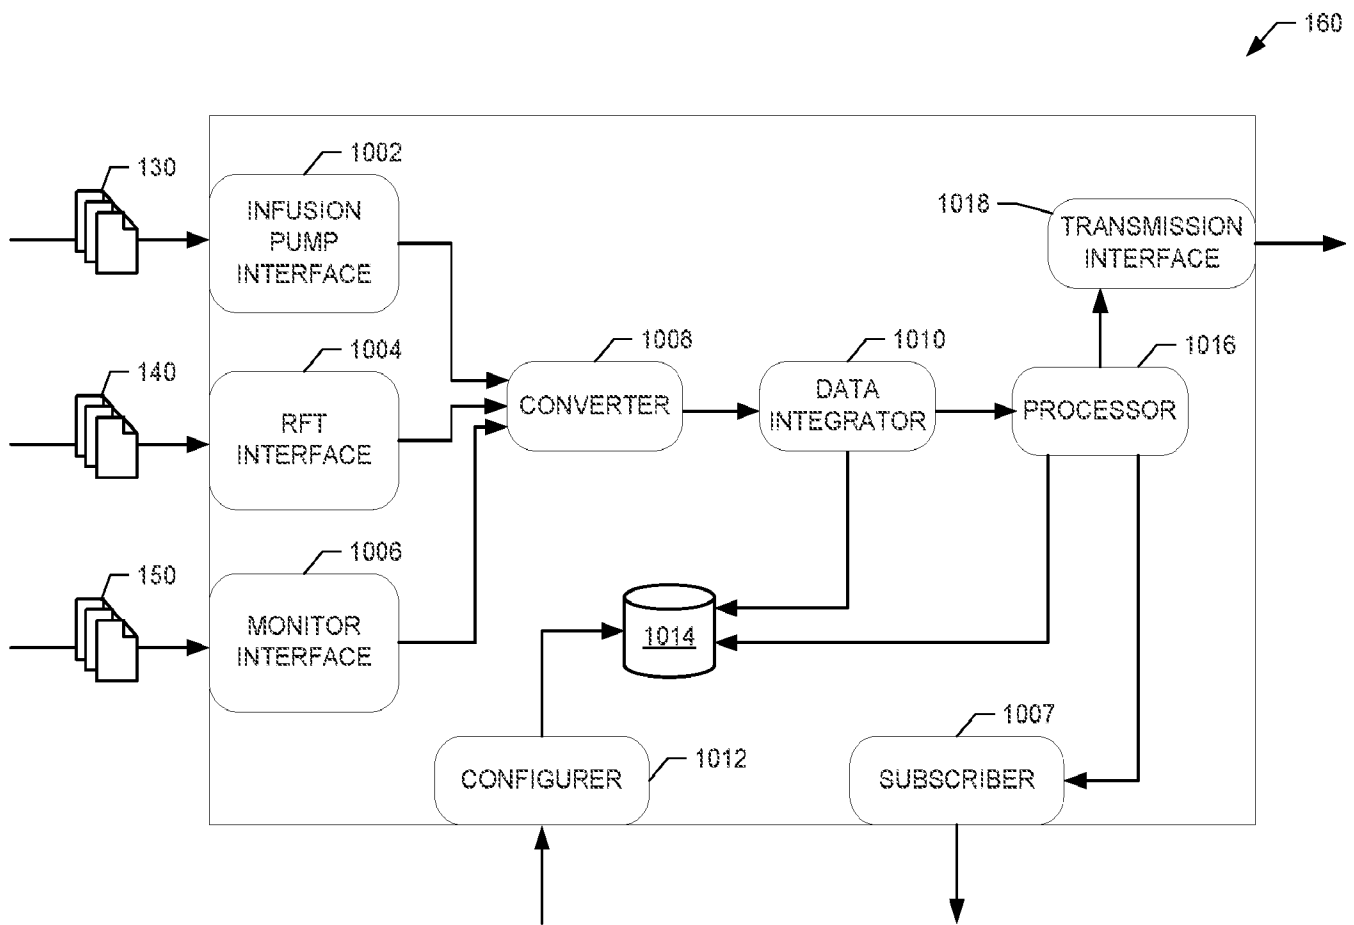 160
130
1002
INFUSION
PUMP
INTERFACE
1018
TRANSMISSION
INTERFACE
140
1004
RFT
INTERFACE
1008
CONVERTER
1010
DATA
INTEGRATOR
1016
PROCESSOR
150
1006
MONITOR
INTERFACE
1014
1012
CONFIGURER
1007
SUBSCRIBER